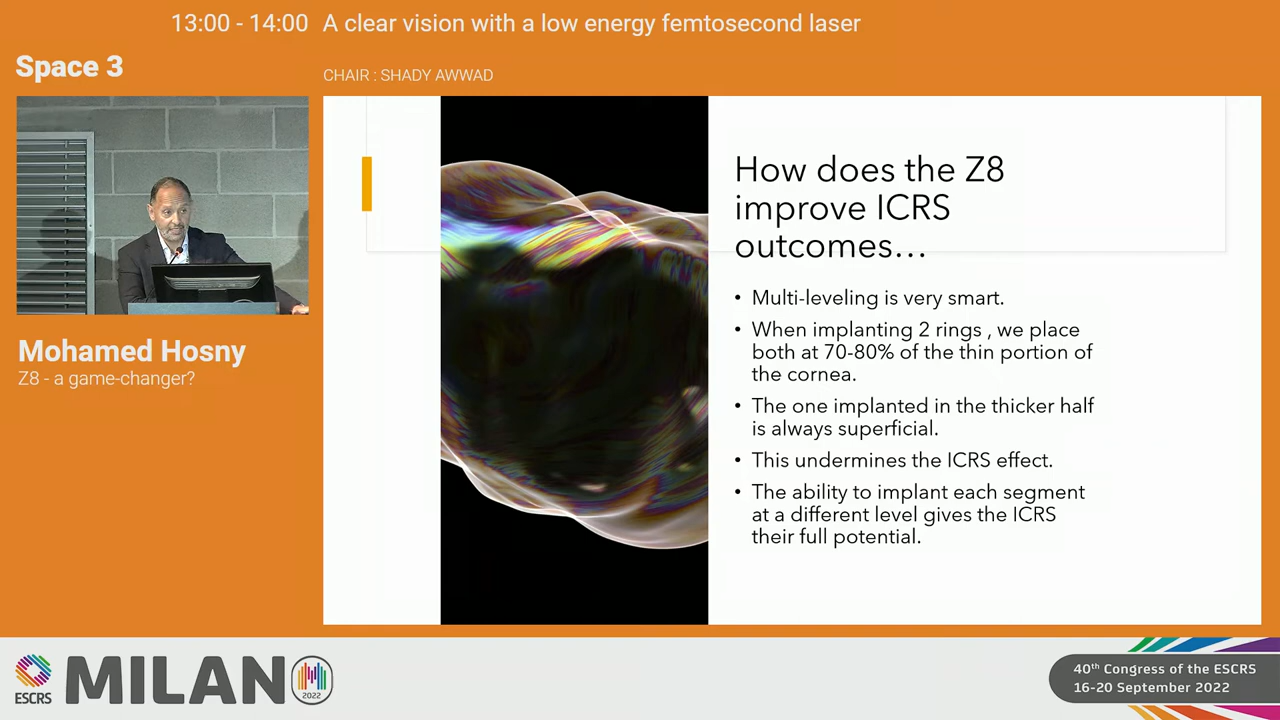 13:00 - 14:00 A clear vision with a low energy femtosecond laser
Space 3
CHAIR : SHADY AWWAD
How does the Z8
improve ICRS
outcomes...
• Multi-leveling is very smart.
• When implanting 2 rings , we place
both at 70-80% of the thin portion of
the cornea.
• The one implanted in the thicker half
is always superficial.
• This undermines the ICRS effect.
• The ability to implant each segment
at a different level gives the ICRS
their full potential.
Mohamed Hosny
Z8 - a game-changer?
ESCRS
MILANO
2022
40th Congress of the ESCRS
16-20 September 2022